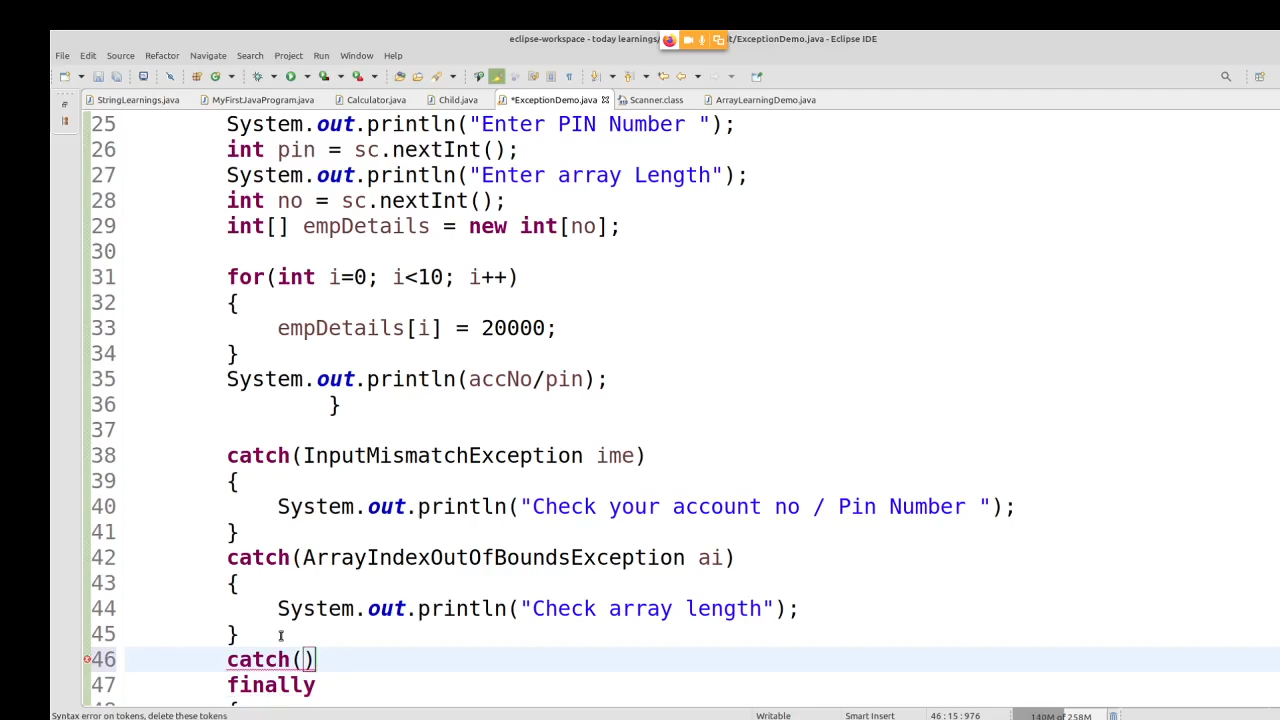 eclipse-workspace - today learnings/ t/ExceptionDemo.java - Eclipse IDE
File Edit Source Refactor Navigate Search Project Run Window Help
StringLearnings.java MyFirstJavaProgram.java Calculator.java Child.java *ExceptionDemo.java Scanner.class ArrayLearningDemo.java
25 System.out.println("Enter PIN Number ");
26 int pin = sc.nextInt();
27 System.out.println("Enter array Length");
28 int no = sc.nextInt();
29 int[] empDetails = new int[no];
30
31 for(int i=0; i<10; i++)
32 {
33 empDetails[i] = 20000;
34 }
35 System.out.println(accNo/pin);
36 }
37
38 catch(InputMismatchException ime)
39 {
40 System.out.println("Check your account no / Pin Number ");
41 }
42 catch(ArrayIndexOutOfBoundsException ai)
43 {
44 System.out.println("Check array length");
45 }
46 catch()
47 finally
Syntax error on tokens, delete these tokens Writable Smart Insert 46 : 15 : 976 140M of 258M